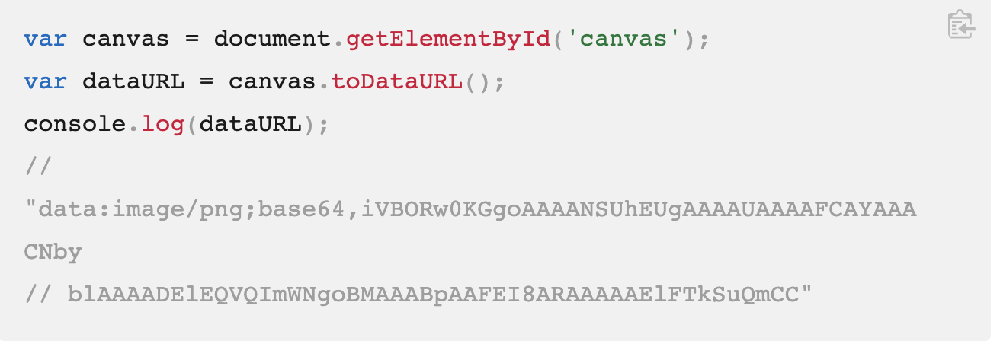 var canvas = document.getElementById('canvas');
var dataURL = canvas.toDataURL();
console.log(dataURL);
//
"data:image/png;base64,iVBORw0KGgoAAAANSUhEUgAAAAUAAAAFCAYAAA
CNby
// blAAAADElEQVQImWNgoBMAAABpAAFEI8ARAAAAAElFTkSuQmCC"